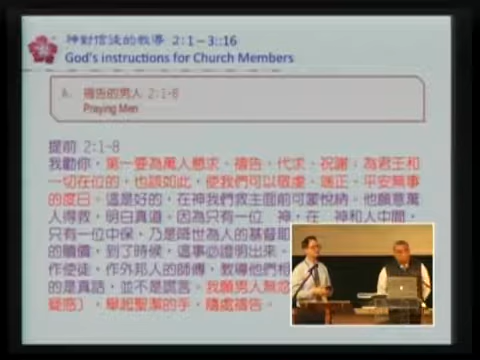 神對信徒的教導 2:1-3::16
God's instructions for Church Members
A. 禱告的男人 2:1-8
Praying Men
提前 2:1-8
我勸你，第一要為萬人懇求、禱告、代求、祝謝；為君王和
一切在位的，也該如此，使我們可以敬虔、端正、平安無事
的度日。這是好的，在神我們救主面前可蒙悅納。他願意萬
人得救，明白真道。因為只有一位 神，在 神和人中間，
只有一位中保，乃是降世為人的基督耶
的贖價，到了時候，這事必證明出來。
作使徒，作外邦人的師傅，教導他們相
的是真話，並不是謊言。我願男人無忿
疑惑），舉起聖潔的手，隨處禱告。